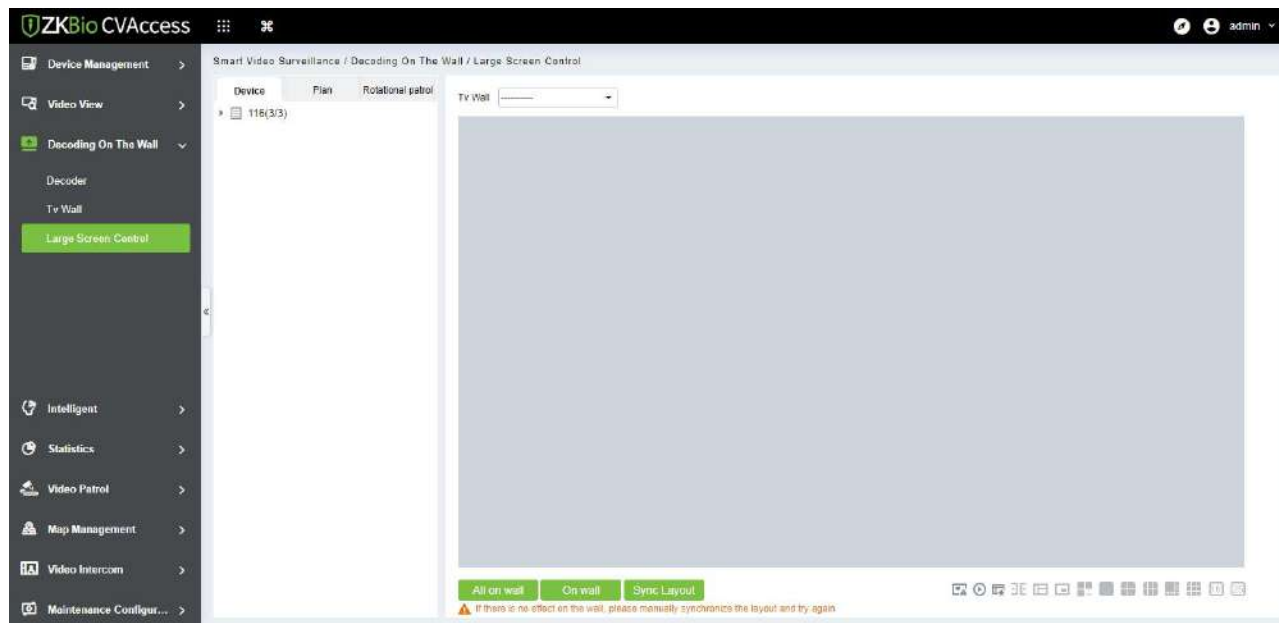 ZKBio CVAccess
admin
Device Management
Video View
Decoding On The Wall
Decoder
Tv Wall
Large Screen Control
Intelligent
Statistics
Video Patrol
Map Management
Video Intercom
Maintenance Configur...
Smart Video Surveillance / Decoding On The Wall / Large Screen Control
Device Plan Rotational patrol
116(3/3)
Tv Wall ---------
All on wall On wall Sync Layout
If there is no effect on the wall, please manually synchronize the layout and try again